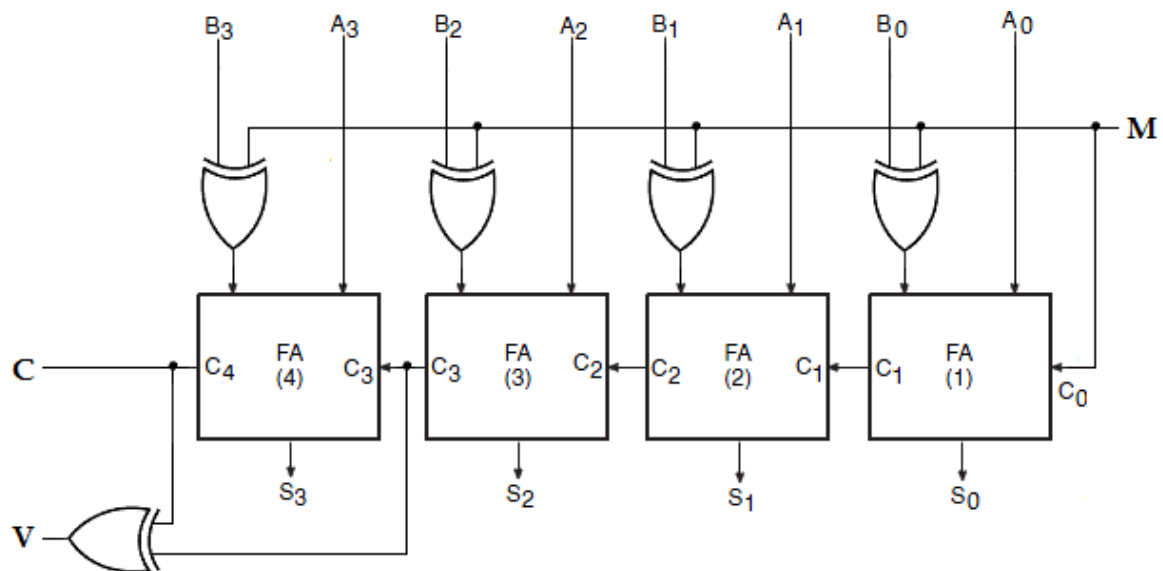 B3 A3 B2 A2 B1 A1 B0 A0
M
FA FA FA FA
C C4 (4) C3 C3 (3) C2 C2 (2) C1 C1 (1) C0
S3 S2 S1 S0
V